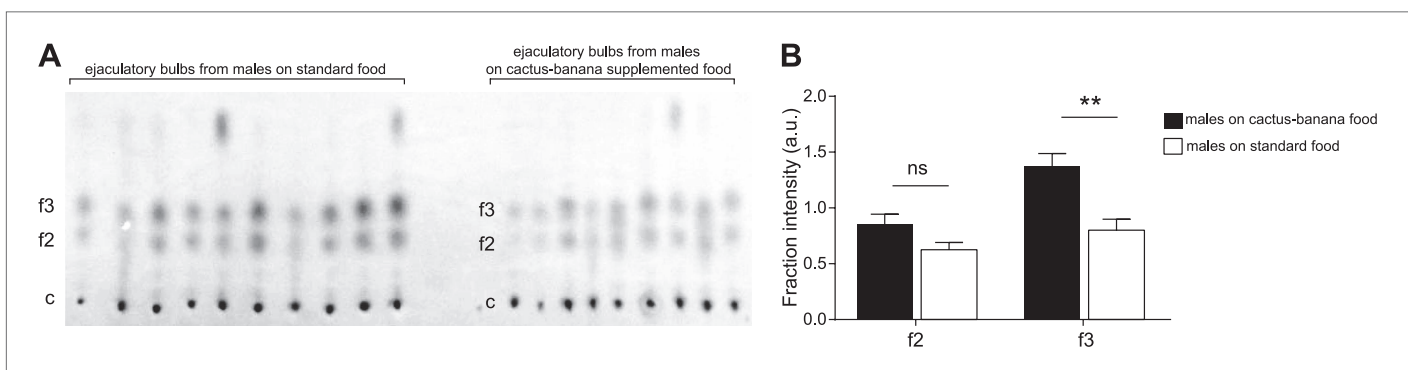 A
ejaculatory bulbs from males on standard food
ejaculatory bulbs from males
on cactus-banana supplemented food
f3
f2
c
f3
f2
c
B
Fraction intensity (a.u.)
2.0
1.5
1.0
0.5
0.0
ns
**
f2
f3
males on cactus-banana food
males on standard food